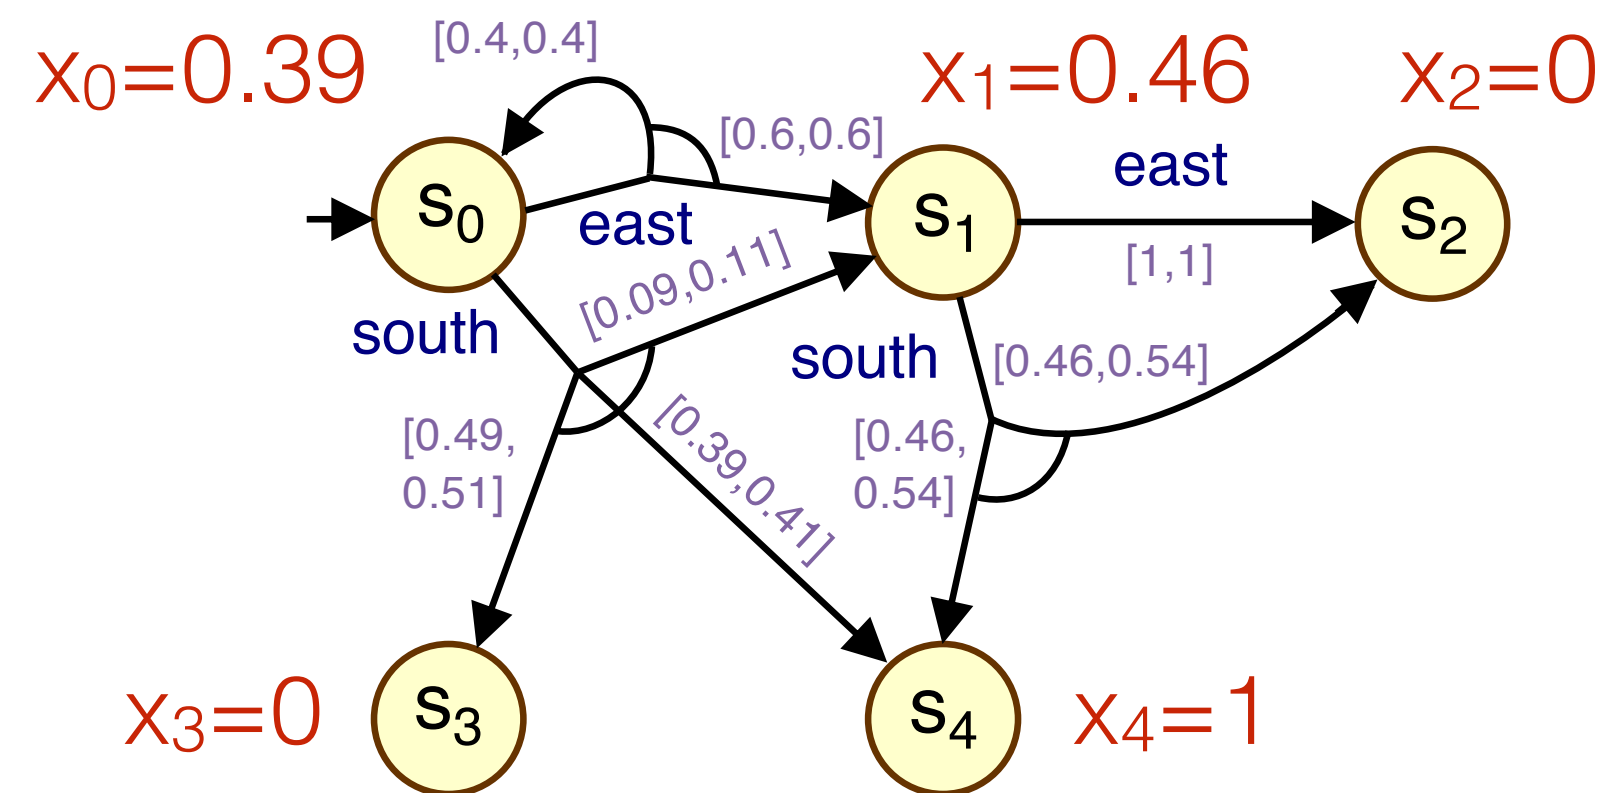 [0.4,0.4]
x0=0.39
x1=0.46
x2=0
[0.6,0.6]
east
s0
east
s1
s2
[0.09,0.11]
[1,1]
south
south
[0.46,0.54]
[0.49,
0.51]
[0.39,0.41]
[0.46,
0.54]
x3=0
s3
s4
x4=1